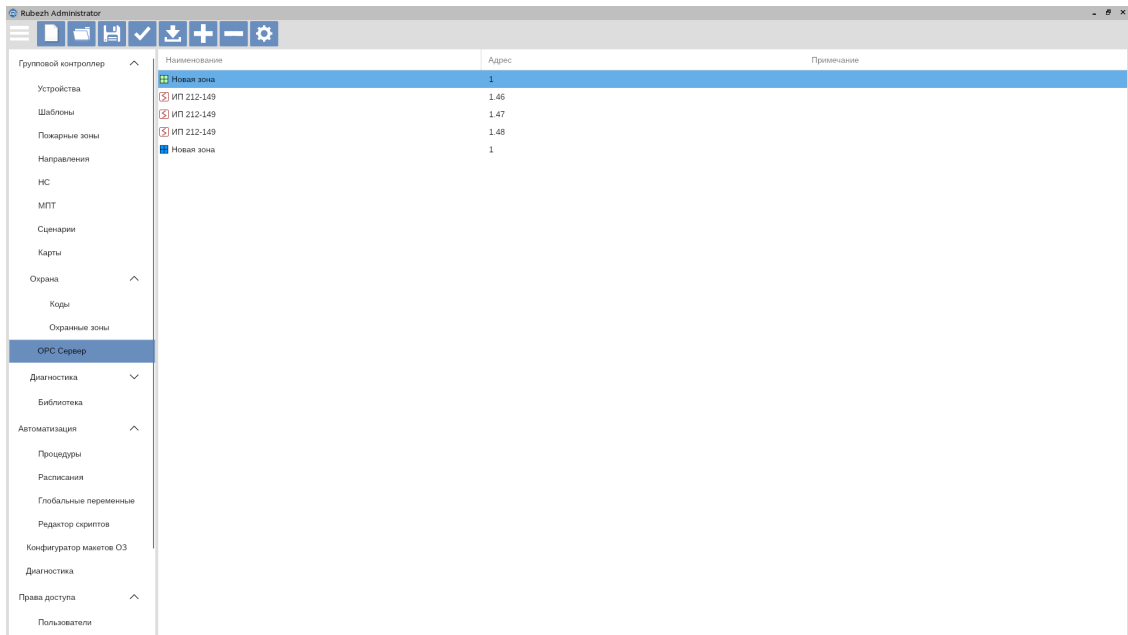 Rubezh Administrator
Наименование Адрес Примечание
Новая зона 1
ИП 212-149 1.46
ИП 212-149 1.47
ИП 212-149 1.48
Новая зона 1
Групповой контроллер
Устройства
Шаблоны
Пожарные зоны
Направления
НС
МПТ
Сценарии
Карты
Охрана
Коды
Охранные зоны
ОРС Сервер
Диагностика
Библиотека
Автоматизация
Процедуры
Расписания
Глобальные переменные
Редактор скриптов
Конфигуратор макетов ОЗ
Диагностика
Права доступа
Пользователи